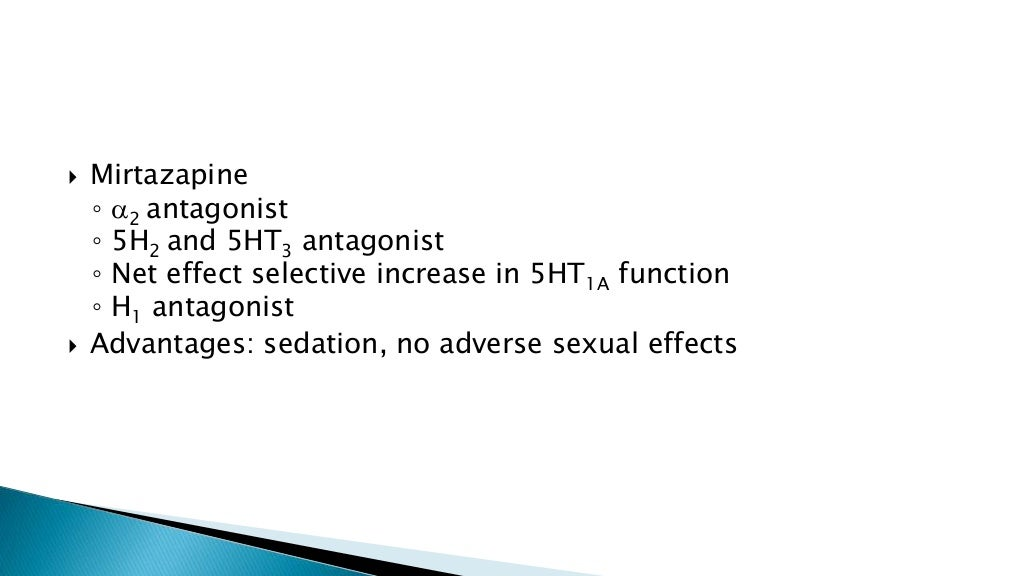 Mirtazapine
α₂ antagonist
5H₂ and 5HT₃ antagonist
Net effect selective increase in 5HT₁ₐ function
H₁ antagonist
Advantages: sedation, no adverse sexual effects